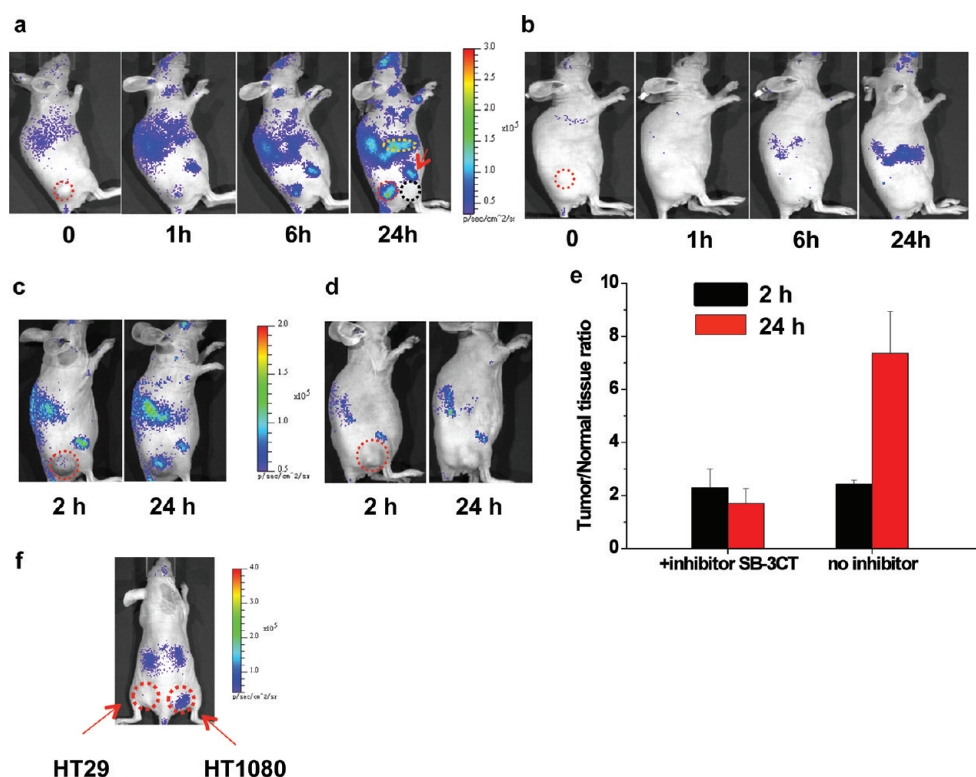 a
b
3.0
2.5
2.0
x10^5
1.5
1.0
0.5
p/sec/cm^2/sr
0
1h
6h
24h
0
1h
6h
24h
c
d
e
2.0
1.5
x10^5
1.0
0.5
p/sec/cm^2/sr
2 h
24 h
2 h
24 h
2 h
24 h
Tumor/Normal tissue ratio
10
8
6
4
2
0
+inhibitor SB-3CT
no inhibitor
f
4.0
3.0
x10^5
2.0
1.0
p/sec/cm^2/sr
HT29
HT1080